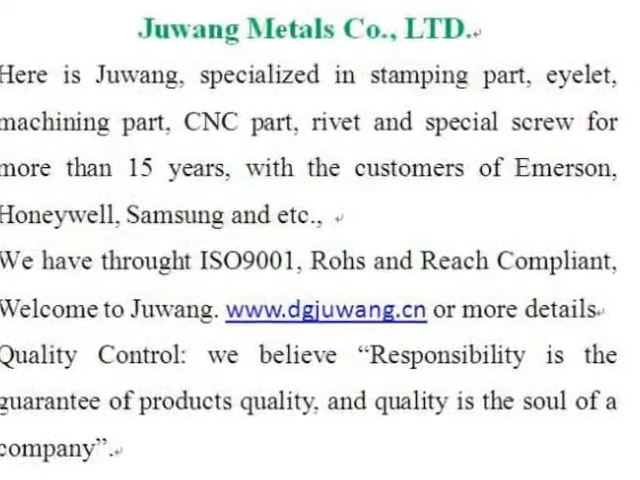 Juwang Metals Co., LTD.
Here is Juwang, specialized in stamping part, eyelet,
machining part, CNC part, rivet and special screw for
more than 15 years, with the customers of Emerson,
Honeywell, Samsung and etc.,
We have throught ISO9001, Rohs and Reach Compliant,
Welcome to Juwang. www.dgjuwang.cn or more details
Quality Control: we believe “Responsibility is the
guarantee of products quality, and quality is the soul of a
company”.